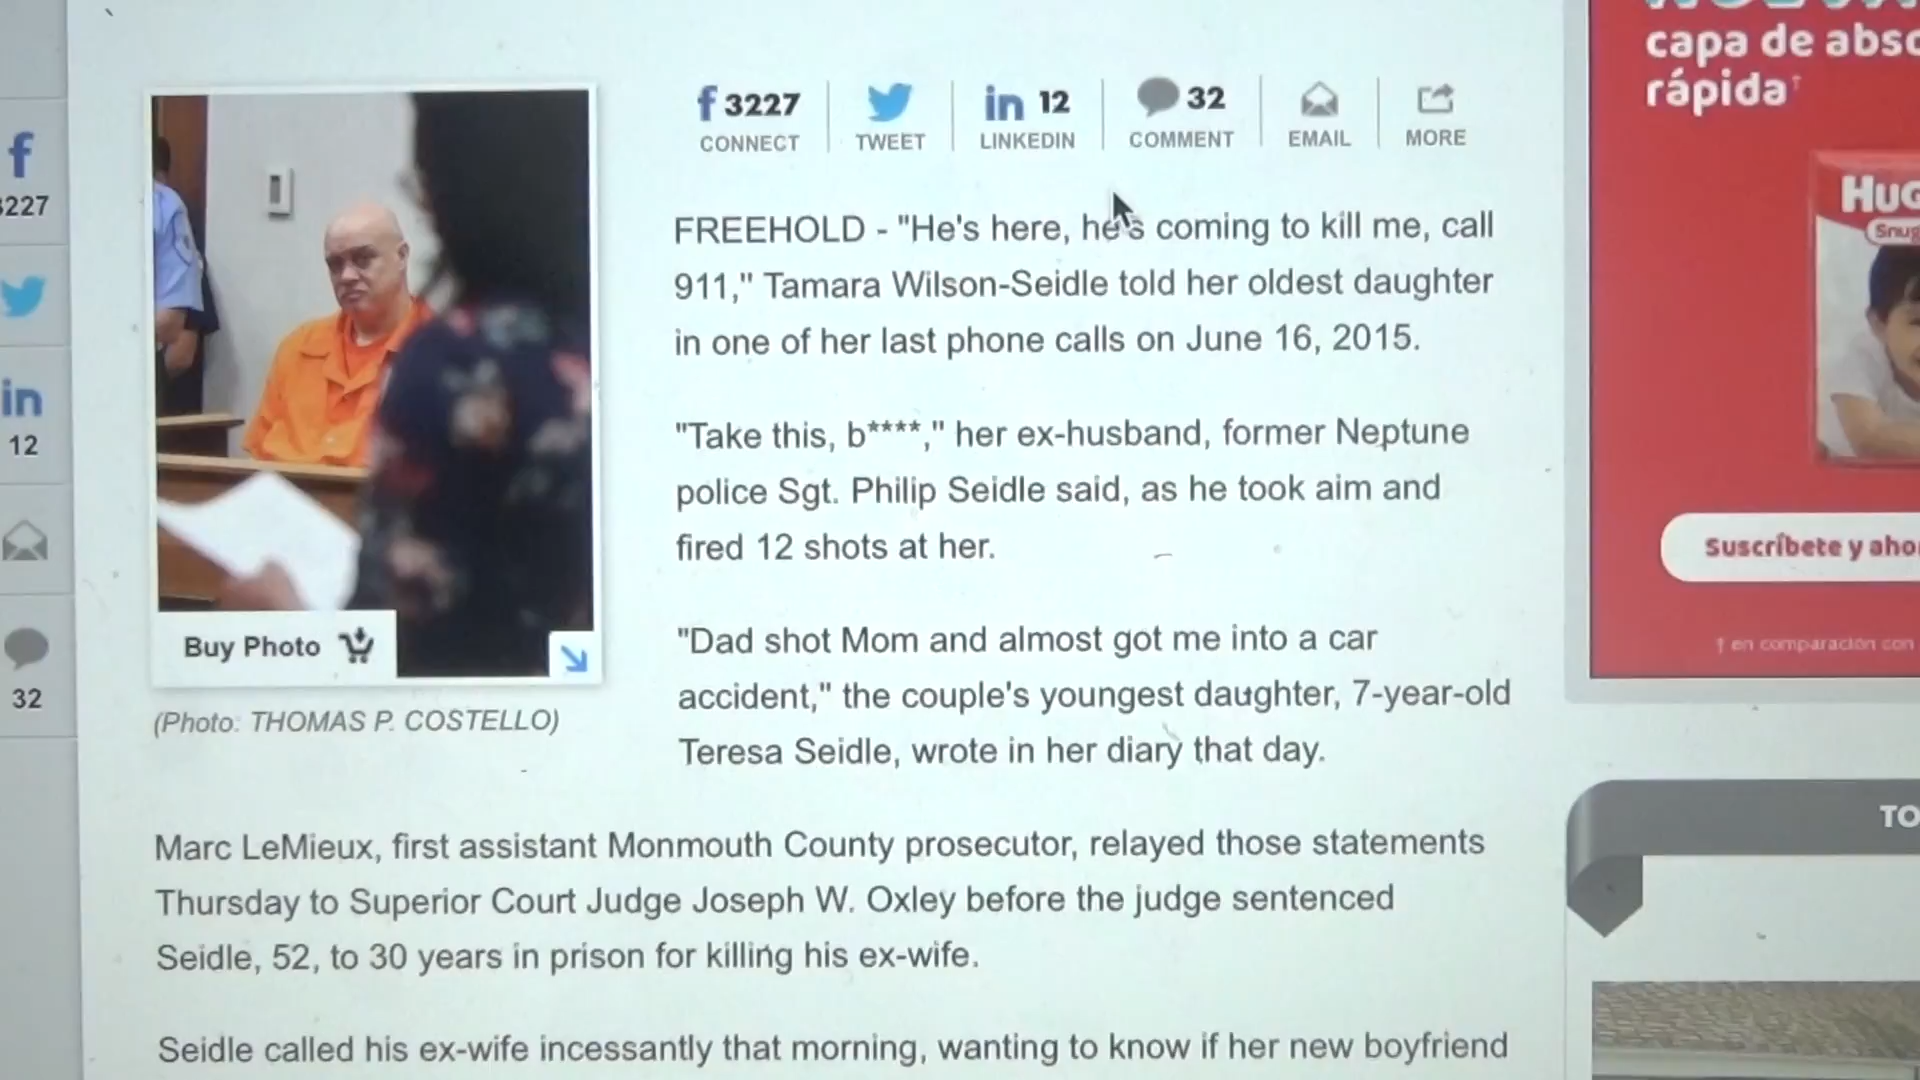 f 3227
CONNECT
TWEET
in 12
LINKEDIN
32
COMMENT
EMAIL
MORE
f
227
in
12
32
FREEHOLD - "He's here, he's coming to kill me, call
911," Tamara Wilson-Seidle told her oldest daughter
in one of her last phone calls on June 16, 2015.
"Take this, b****," her ex-husband, former Neptune
police Sgt. Philip Seidle said, as he took aim and
fired 12 shots at her.
"Dad shot Mom and almost got me into a car
accident," the couple's youngest daughter, 7-year-old
Teresa Seidle, wrote in her diary that day.
Buy Photo
(Photo: THOMAS P. COSTELLO)
Marc LeMieux, first assistant Monmouth County prosecutor, relayed those statements
Thursday to Superior Court Judge Joseph W. Oxley before the judge sentenced
Seidle, 52, to 30 years in prison for killing his ex-wife.
Seidle called his ex-wife incessantly that morning, wanting to know if her new boyfriend
capa de abso
rápida†
HUG
Snug
Suscríbete y aho
† en comparación con
TO